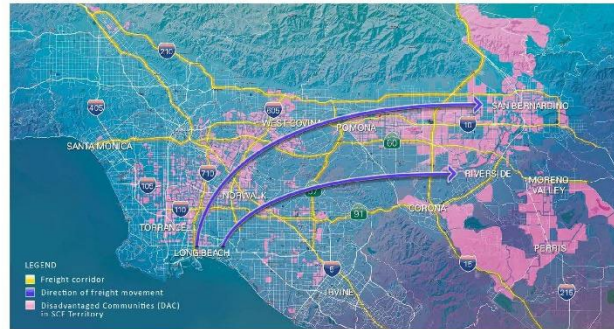 210
405
605
SAN BERNARDINO
WEST COVINA
POMONA
10
SANTA MONICA
60
710
105
RIVERSIDE
MORENO
VALLEY
NORWALK
57
110
CORONA
91
TORRANCE
LONG BEACH
PERRIS
5
15
IRVINE
215
LEGEND
Freight corridor
Direction of freight movement
Disadvantaged Communities (DAC)
in SCE Territory